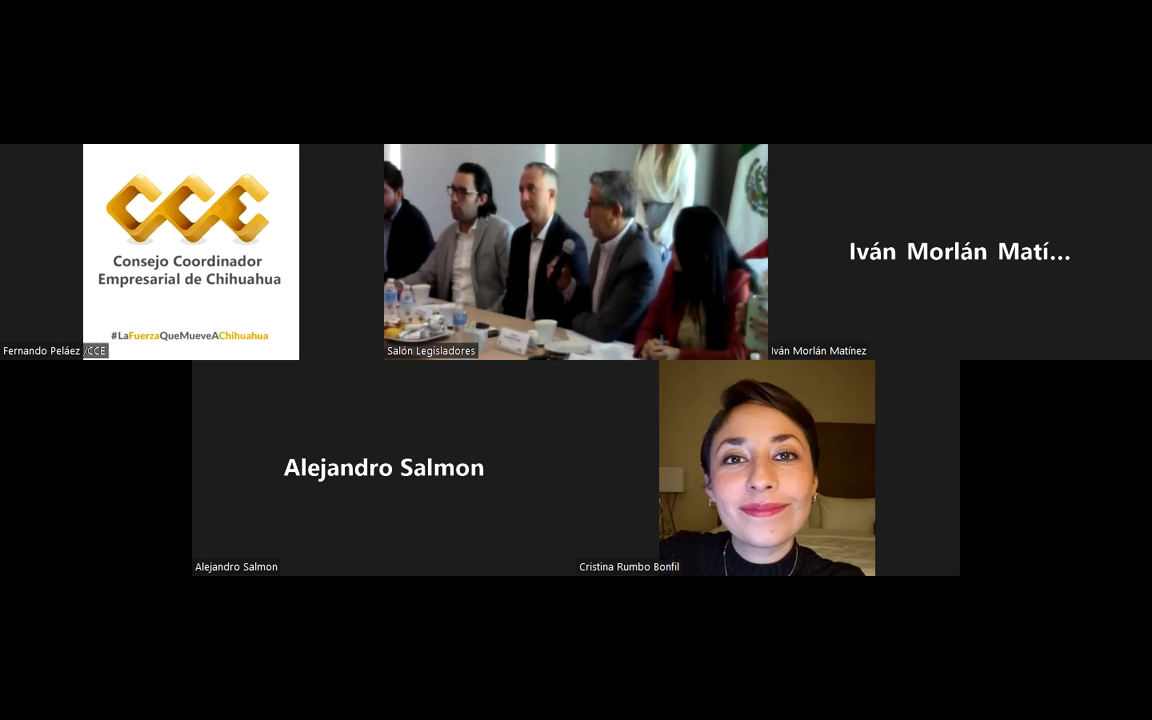 CCE
Consejo Coordinador
Empresarial de Chihuahua
#LaFuerzaQueMueveAChihuahua
Fernando Peláez /CCE
Salón Legisladores
Iván Morlán Matí...
Iván Morlán Matínez
Alejandro Salmon
Alejandro Salmon
Cristina Rumbo Bonfil